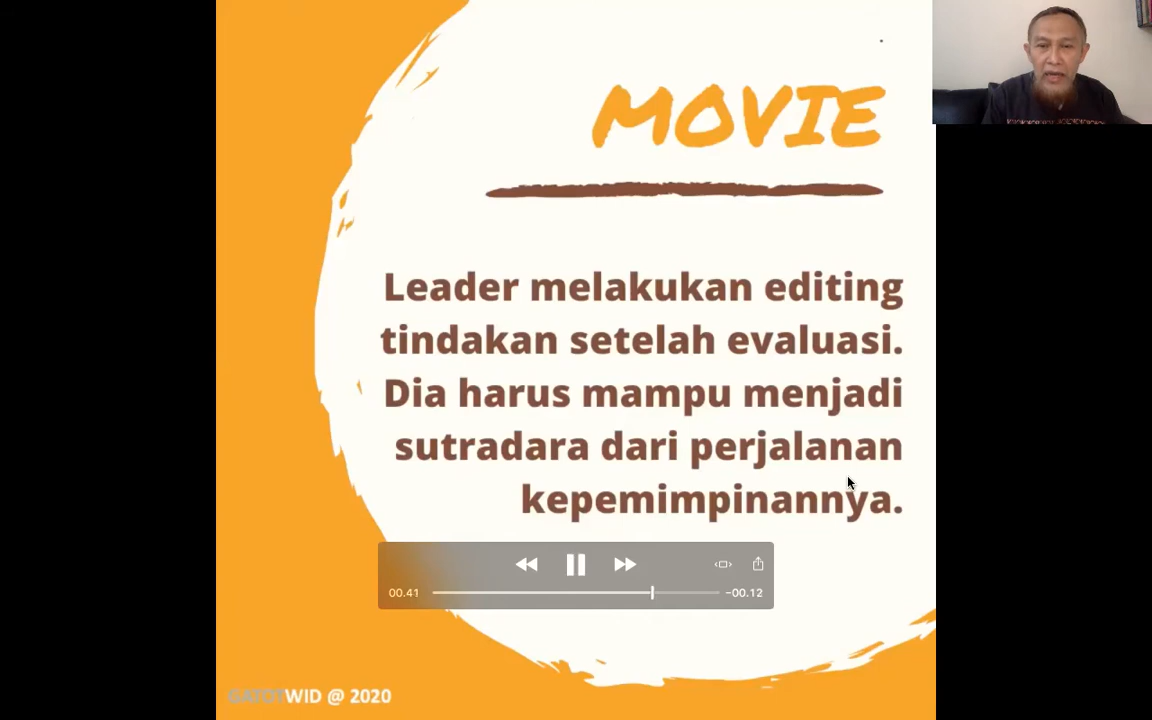 MOVIE
Leader melakukan editing
tindakan setelah evaluasi.
Dia harus mampu menjadi
sutradara dari perjalanan
kepemimpinannya.
00.41
−00.12
GATOTWID @ 2020